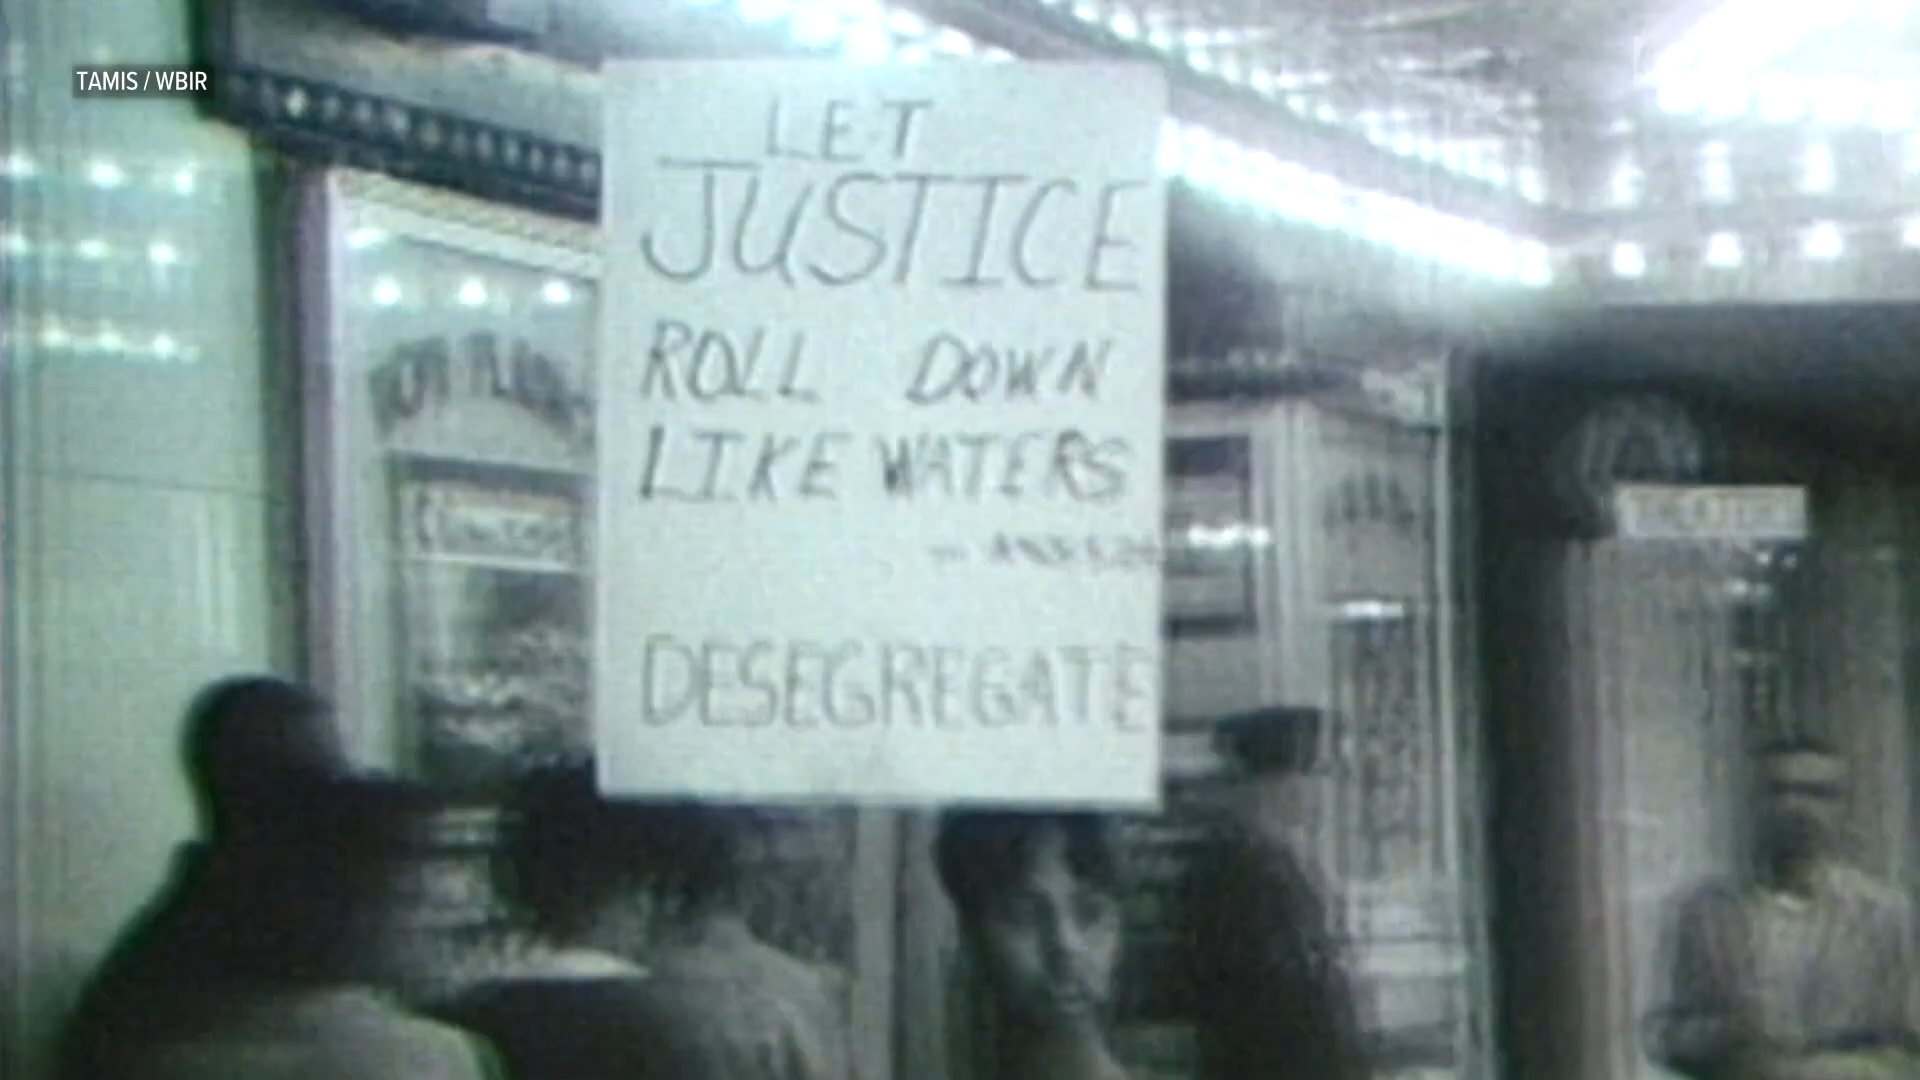 TAMIS / WBIR
LET
JUSTICE
ROLL DOWN
LIKE WATERS
DESEGREGATE